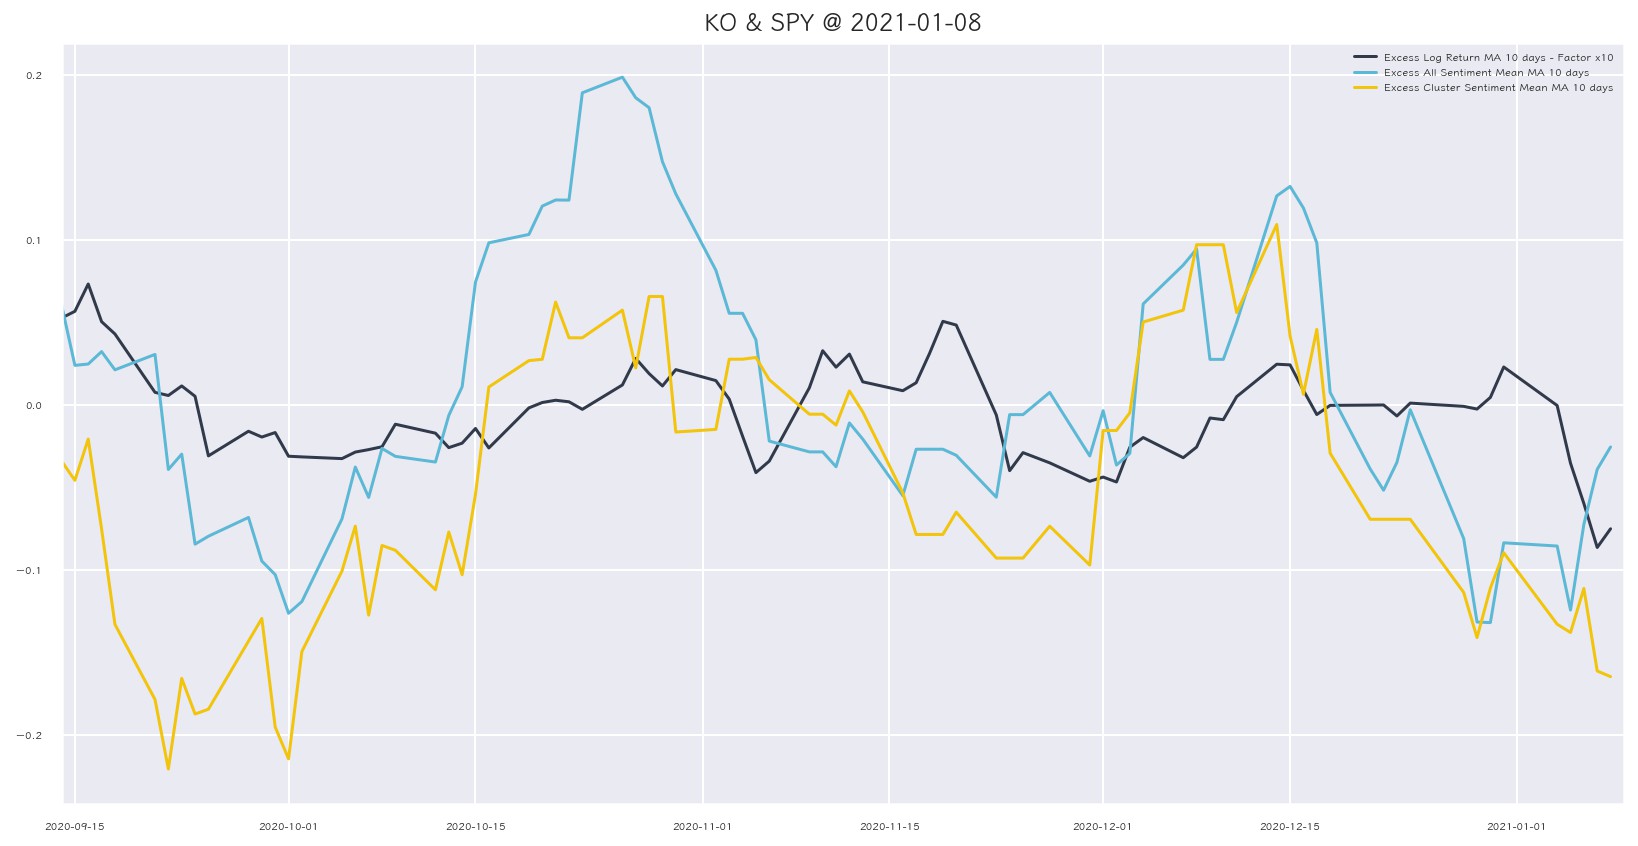 KO & SPY @ 2021-01-08
Excess Log Return MA 10 days - Factor x10
Excess All Sentiment Mean MA 10 days
Excess Cluster Sentiment Mean MA 10 days
0.2
0.1
0.0
−0.1
−0.2
2020-09-15 2020-10-01 2020-10-15 2020-11-01 2020-11-15 2020-12-01 2020-12-15 2021-01-01